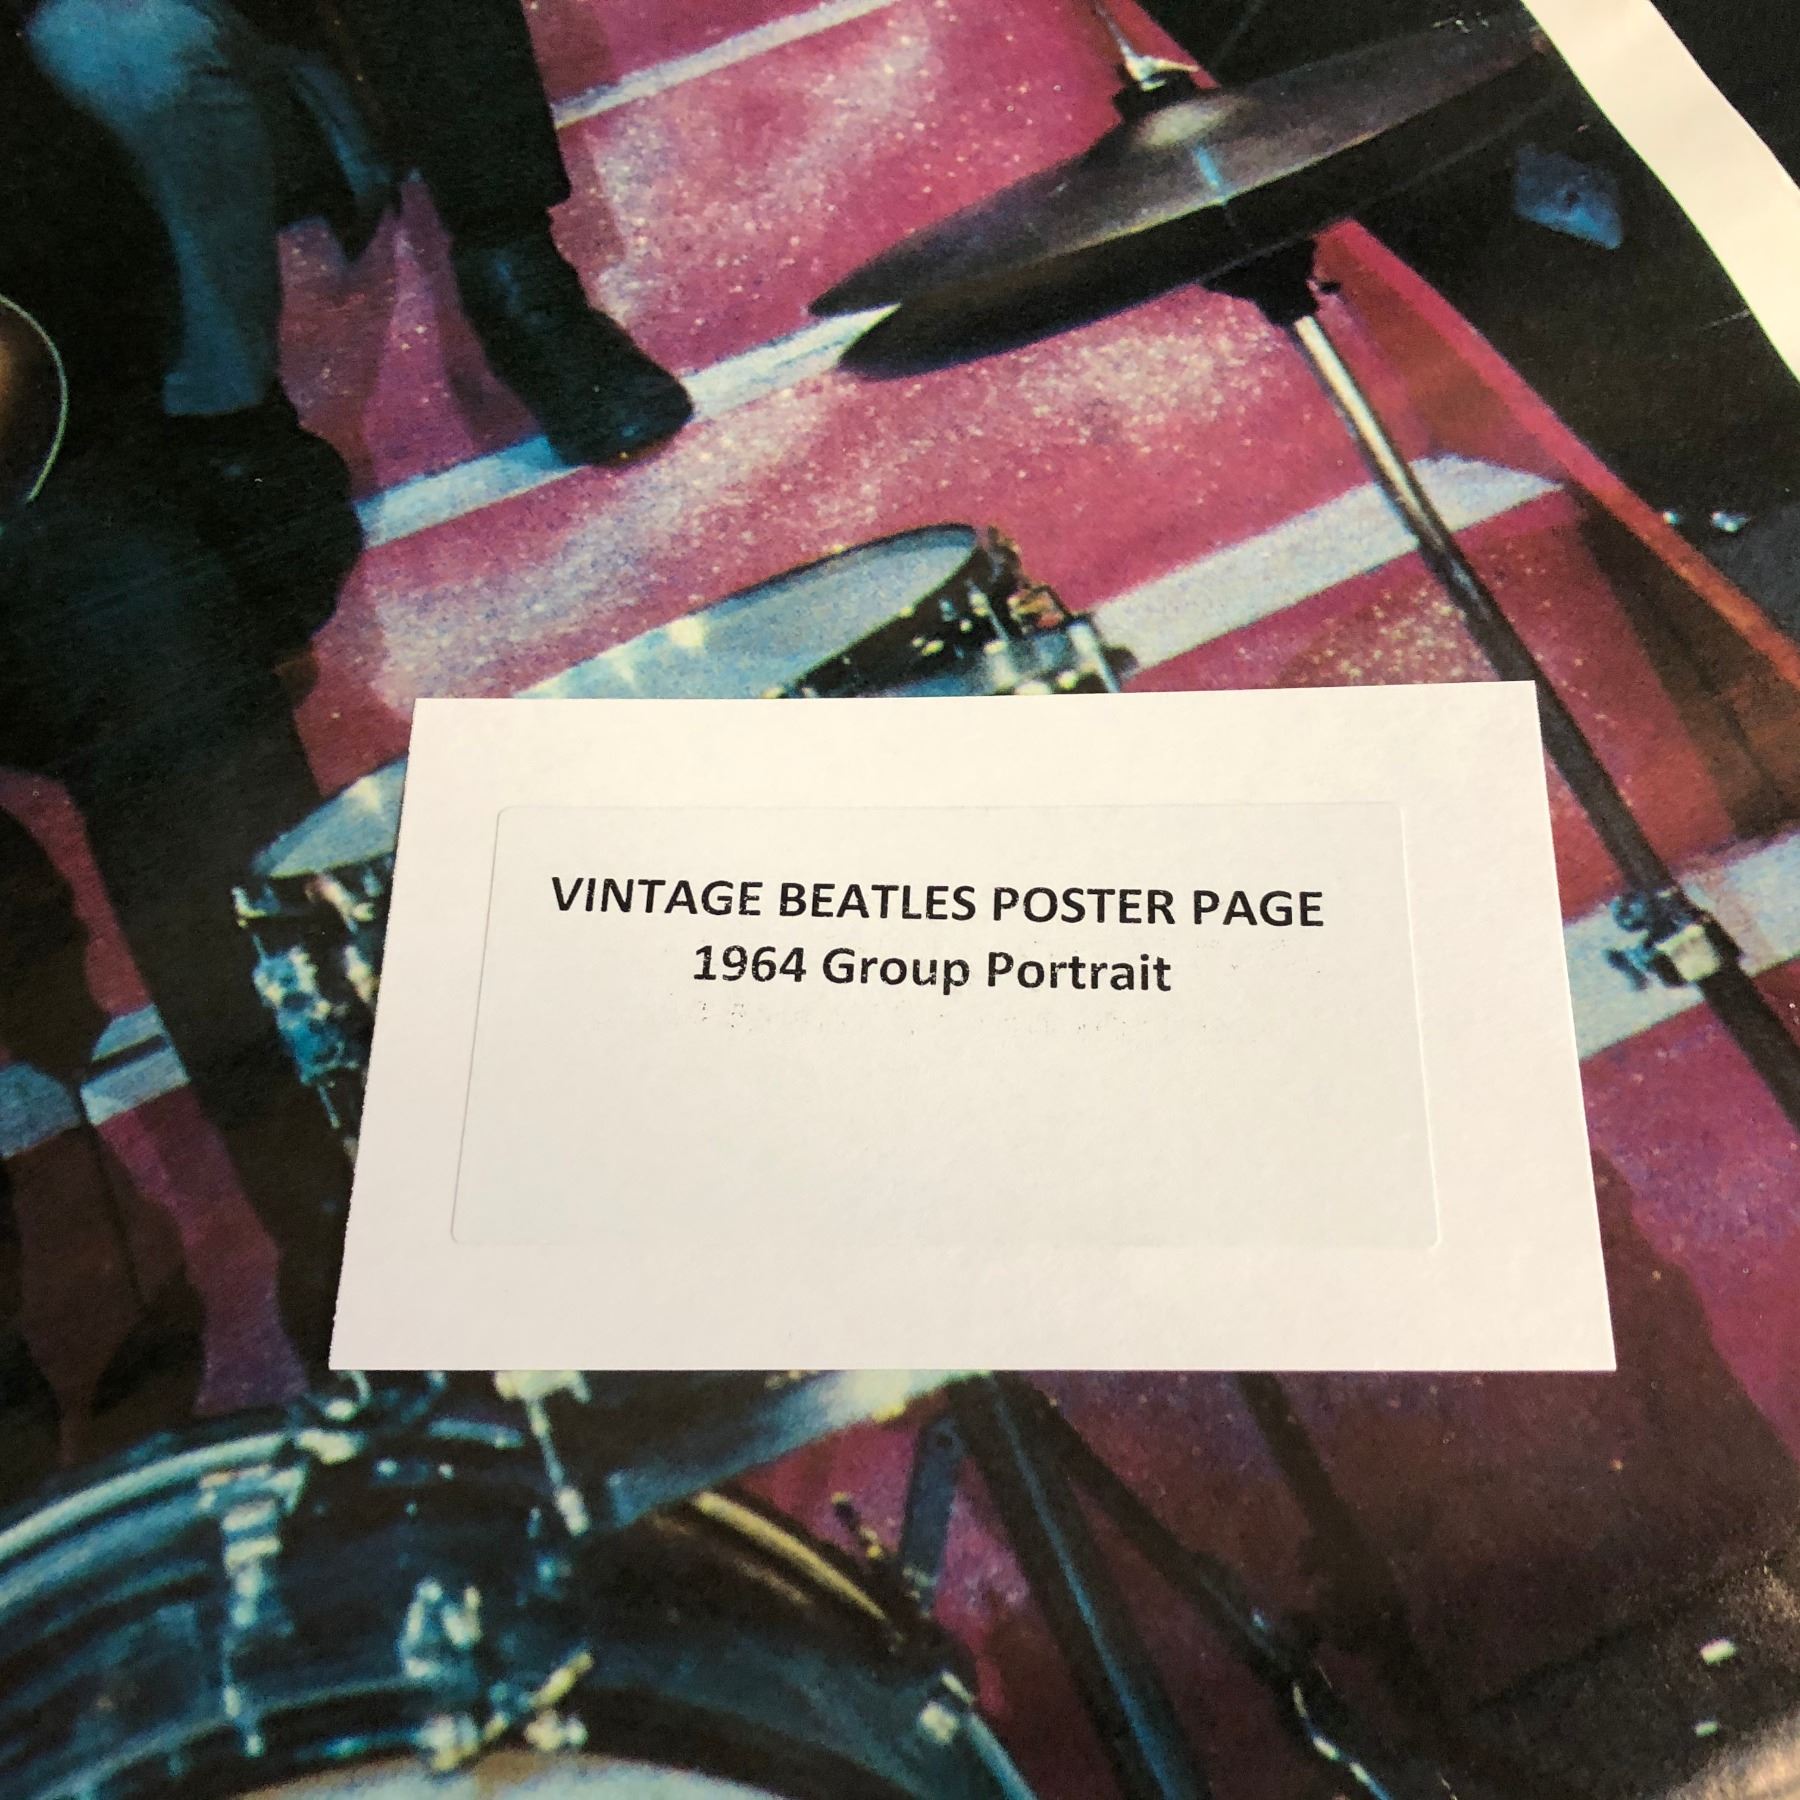 VINTAGE BEATLES POSTER PAGE
1964 Group Portrait